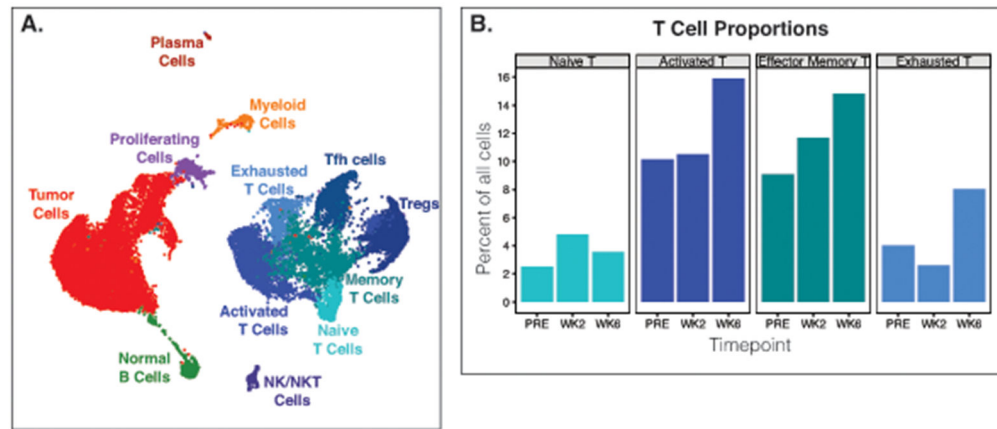 A.
Plasma
Cells
Myeloid
Cells
Proliferating
Cells
Tumor
Cells
Exhausted
T Cells
Tfh cells
Tregs
Memory
T Cells
Activated
T Cells
Naive
T Cells
Normal
B Cells
NK/NKT
Cells
B.
T Cell Proportions
Naive T
Activated T
Effector Memory T
Exhausted T
Percent of all cells
16
14
12
10
8
6
4
2
0
PRE WK2 WK6
PRE WK2 WK6
PRE WK2 WK6
PRE WK2 WK6
Timepoint